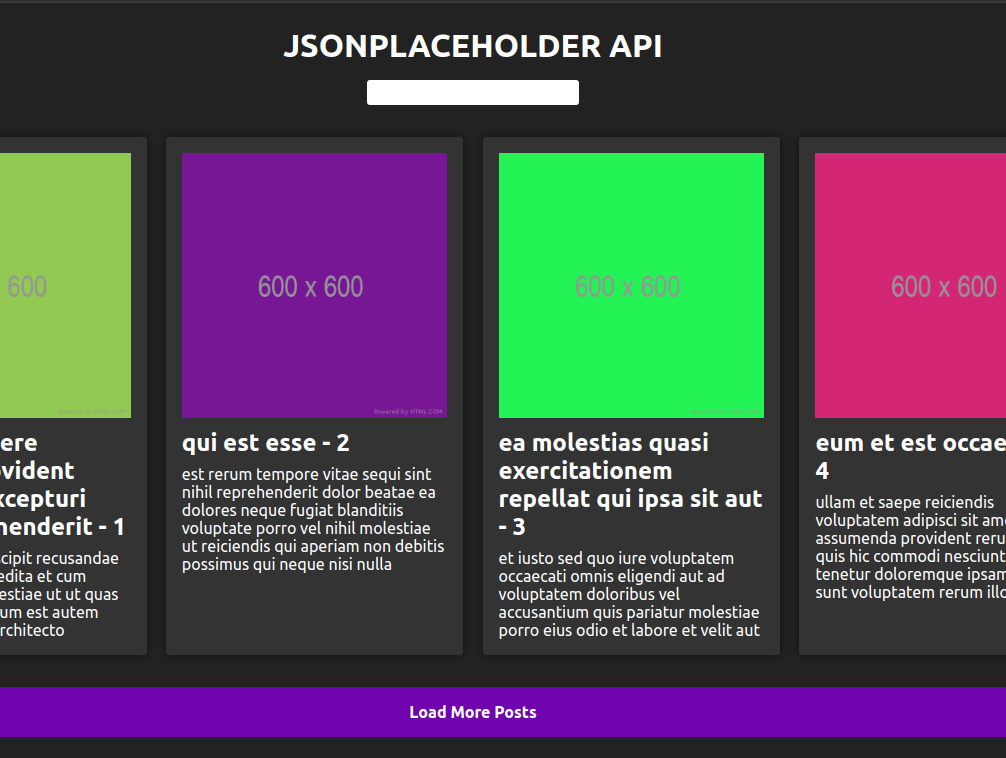 JSONPLACEHOLDER API
600
Powered by HTML.COM
ere
vident
xcepturi
henderit - 1
cipit recusandae
edita et cum
estiae ut ut quas
um est autem
rchitecto
600 x 600
Powered by HTML.COM
qui est esse - 2
est rerum tempore vitae sequi sint
nihil reprehenderit dolor beatae ea
dolores neque fugiat blanditiis
voluptate porro vel nihil molestiae
ut reiciendis qui aperiam non debitis
possimus qui neque nisi nulla
600 x 600
Powered by HTML.COM
ea molestias quasi
exercitationem
repellat qui ipsa sit aut
- 3
et iusto sed quo iure voluptatem
occaecati omnis eligendi aut ad
voluptatem doloribus vel
accusantium quis pariatur molestiae
porro eius odio et labore et velit aut
600 x 600
eum et est occae
4
ullam et saepe reiciendis
voluptatem adipisci sit am
assumenda provident reru
quis hic commodi nesciunt
tenetur doloremque ipsam
sunt voluptatem rerum illo
Load More Posts